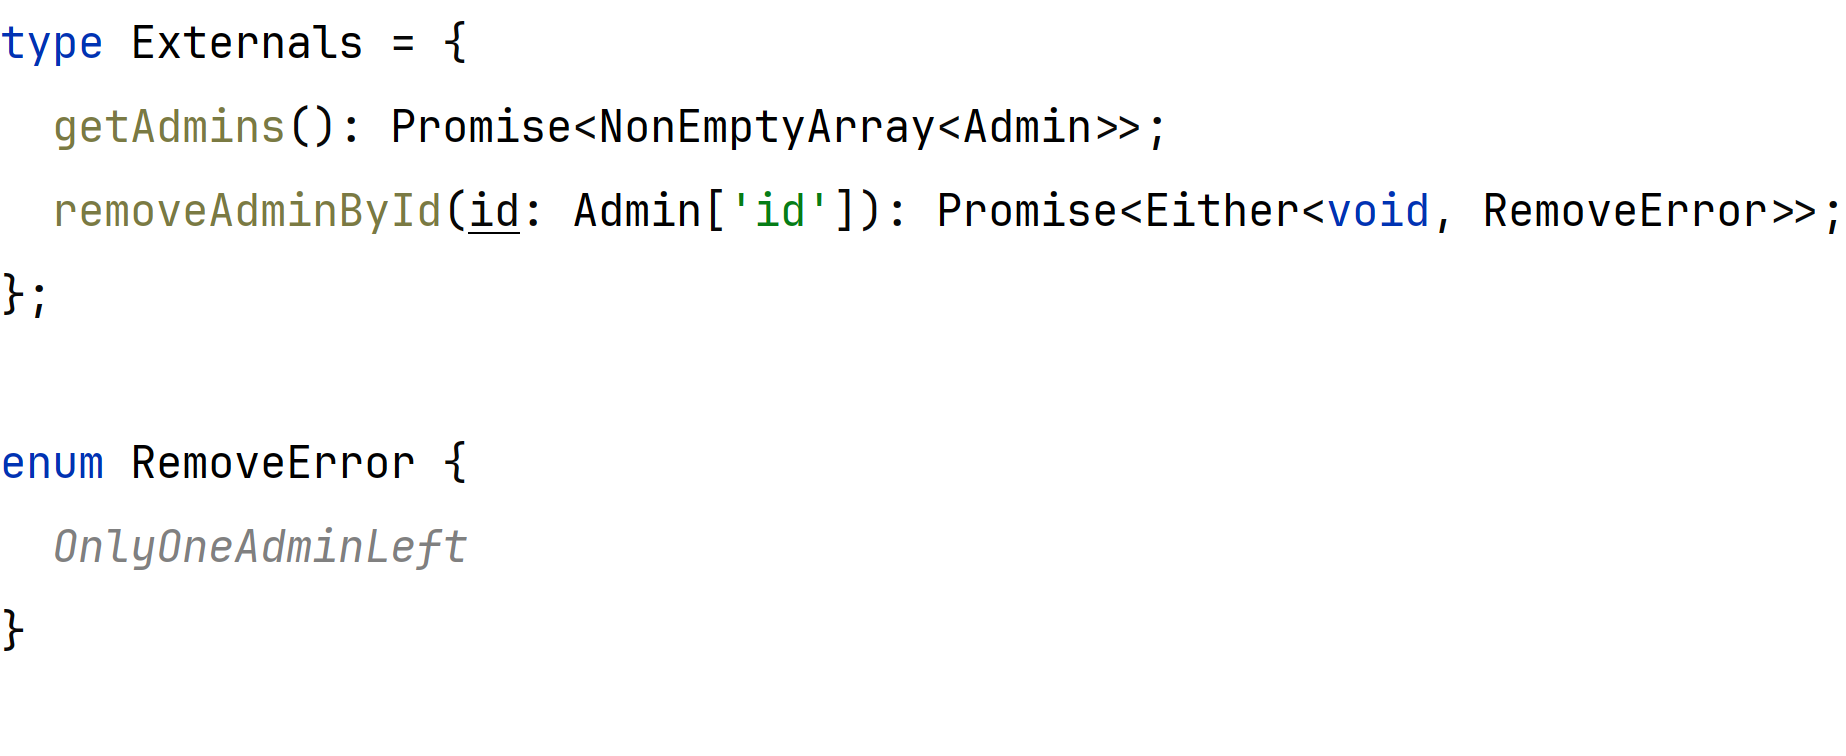 type Externals = {
  getAdmins(): Promise<NonEmptyArray<Admin>>;
  removeAdminById(id: Admin['id']): Promise<Either<void, RemoveError>>;
};

enum RemoveError {
  OnlyOneAdminLeft
}